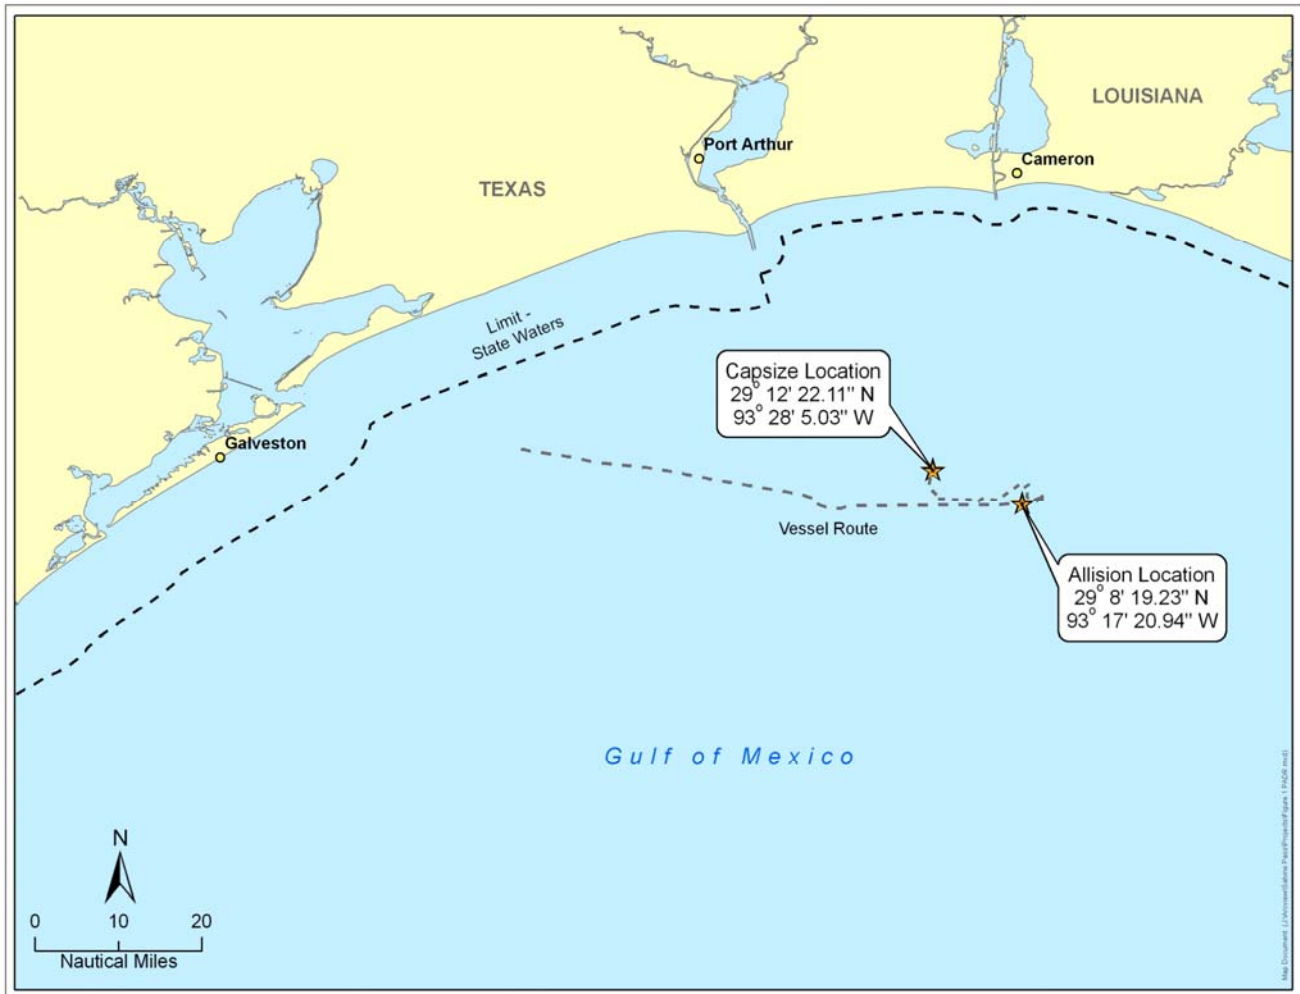 LOUISIANA
Port Arthur
Cameron
TEXAS
Limit -
State Waters
Capsize Location
29° 12' 22.11" N
93° 28' 5.03" W
Galveston
Vessel Route
Allision Location
29° 8' 19.23" N
93° 17' 20.94" W
Gulf of Mexico
N
0 10 20
Nautical Miles